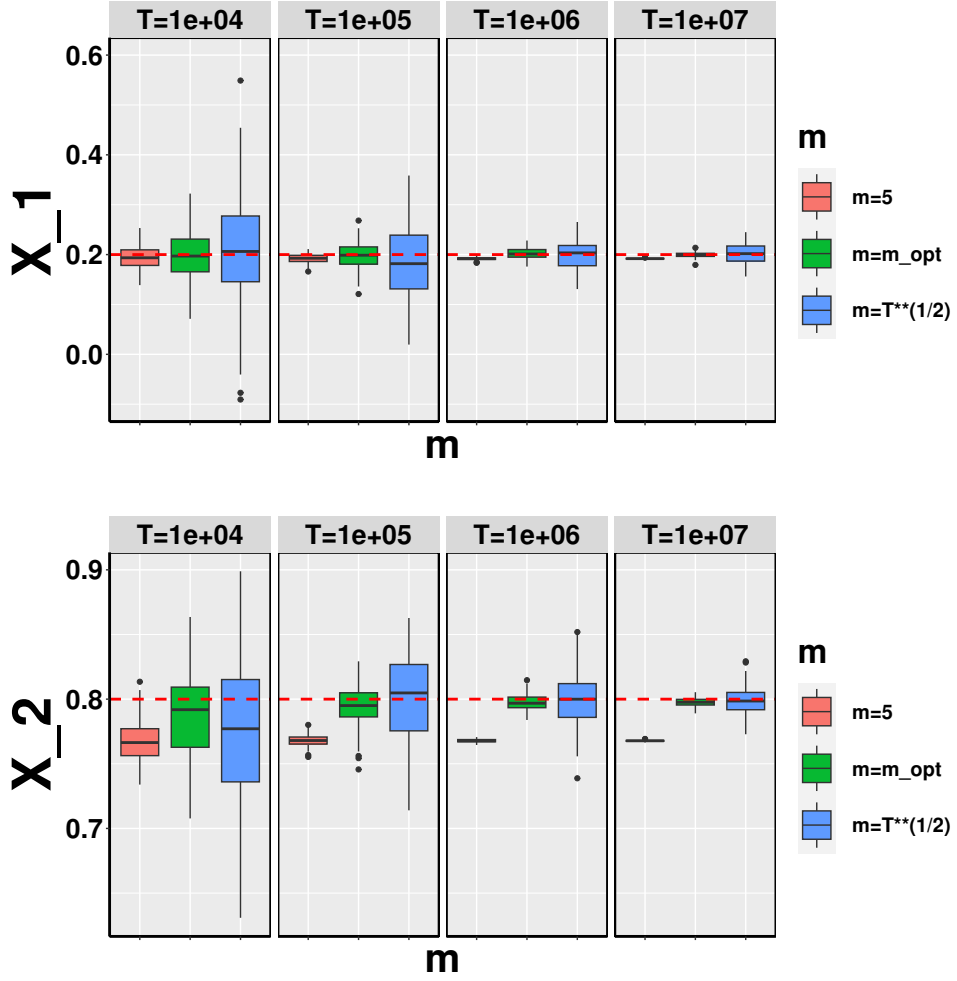 T=1e+04 T=1e+05 T=1e+06 T=1e+07
0.6
0.4
0.2
0.0
X_1
m
m
m=5
m=m_opt
m=T**(1/2)
T=1e+04 T=1e+05 T=1e+06 T=1e+07
0.9
0.8
0.7
X_2
m
m
m=5
m=m_opt
m=T**(1/2)